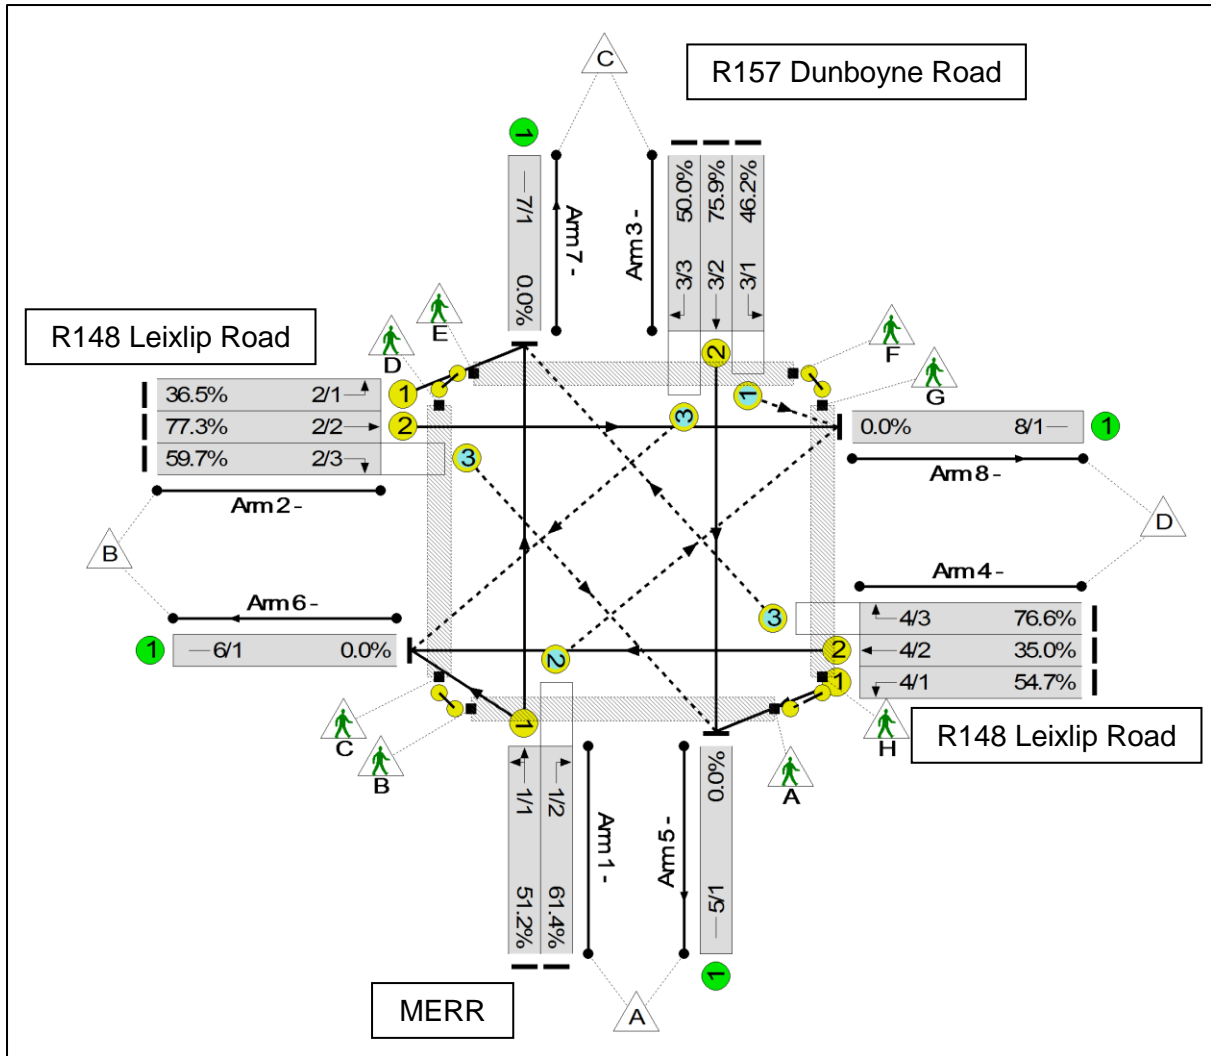 C
R157 Dunboyne Road
1
7/1
0.0%
Arm 7 -
Arm 3 -
50.0%
3/3
75.9%
3/2
46.2%
3/1
R148 Leixlip Road
E
D
F
G
2
1
3
1
36.5% 2/1
77.3% 2/2
59.7% 2/3
1
2
3
0.0% 8/1
1
Arm 2 -
Arm 8 -
B
D
Arm 6 -
Arm 4 -
1
6/1 0.0%
3
2
1
4/3 76.6%
4/2 35.0%
4/1 54.7%
2
1
C
B
H
A
R148 Leixlip Road
1/1
51.2%
1/2
61.4%
Arm 1 -
Arm 5 -
0.0%
5/1
1
MERR
A